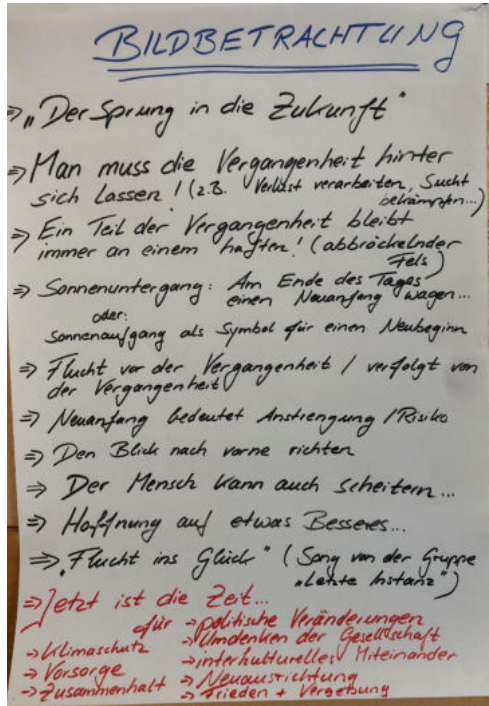 BILDBETRACHTUNG
⇒ „Der Sprung in die Zukunft"
⇒ Man muss die Vergangenheit hinter
sich lassen! (z.B. Verlust verarbeiten, Sucht
bekämpfen...)
⇒ Ein Teil der Vergangenheit bleibt
immer an einem haften! (abbröckelnder
Fels)
⇒ Sonnenuntergang: Am Ende des Tages
einen Neuanfang wagen...
oder:
Sonnenaufgang als Symbol für einen Neubeginn
⇒ Flucht vor der Vergangenheit / verfolgt von
der Vergangenheit
⇒ Neuanfang bedeutet Anstrengung / Risiko
⇒ Den Blick nach vorne richten
⇒ Der Mensch kann auch scheitern...
⇒ Hoffnung auf etwas Besseres...
⇒ „Flucht ins Glück" (Song von der Gruppe
„Letzte Instanz")
⇒ Jetzt ist die Zeit...
für → politische Veränderungen
→ Klimaschutz → Umdenken der Gesellschaft
→ Vorsorge → interkulturelles Miteinander
→ Zusammenhalt → Neuausrichtung
→ Frieden + Vergebung